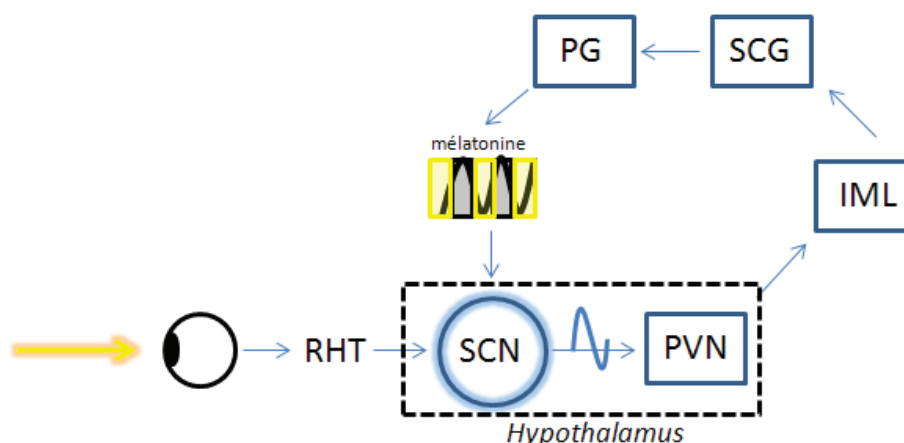 PG
SCG
mélatonine
IML
RHT
SCN
PVN
Hypothalamus